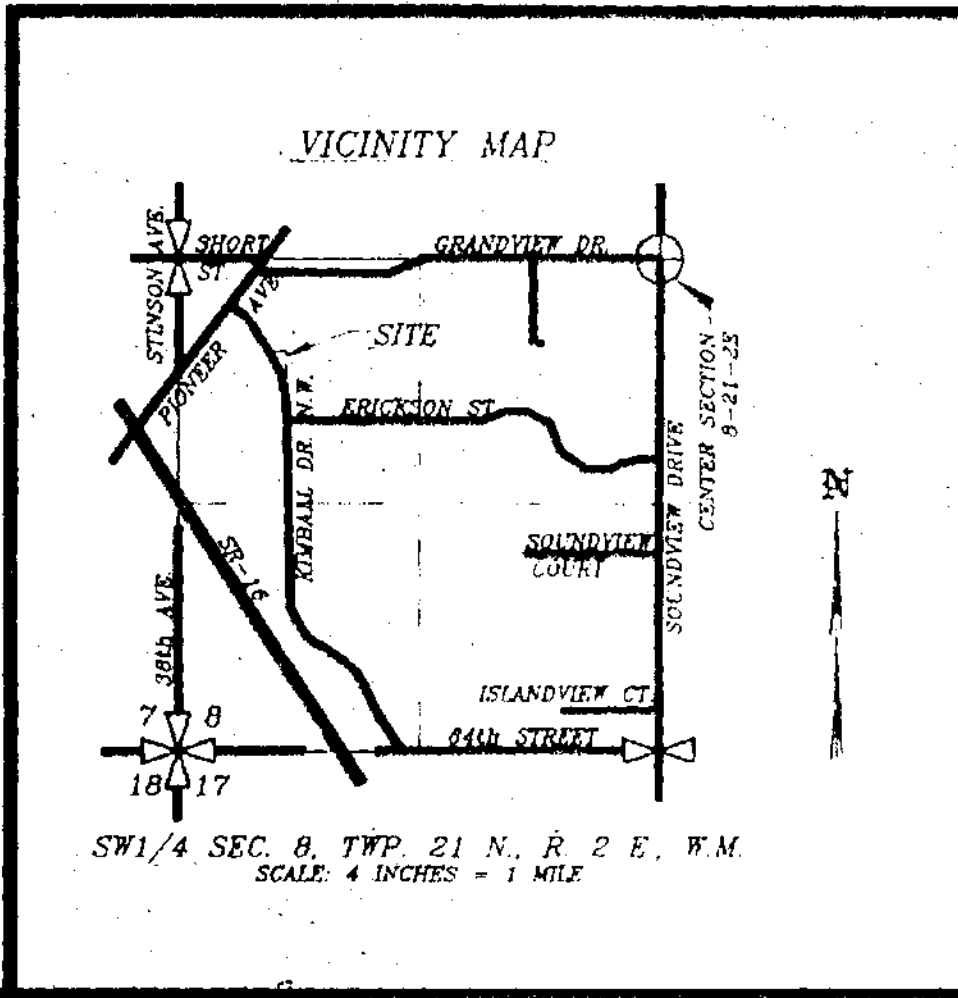 VICINITY MAP
STINSON AVE.
SHORT ST.
GRANDVIEW DR.
PIONEER AVE
SITE
CENTER SECTION
8-21-2E
KIMBALL DR. N.W.
ERICKSON ST
SOUNDVIEW DRIVE
N
SR-16
SOUNDVIEW
COURT
38th AVE
ISLANDVIEW CT
7 8
64th STREET
18 17
SW1/4 SEC. 8, TWP. 21 N., R. 2 E., W.M.
SCALE: 4 INCHES = 1 MILE